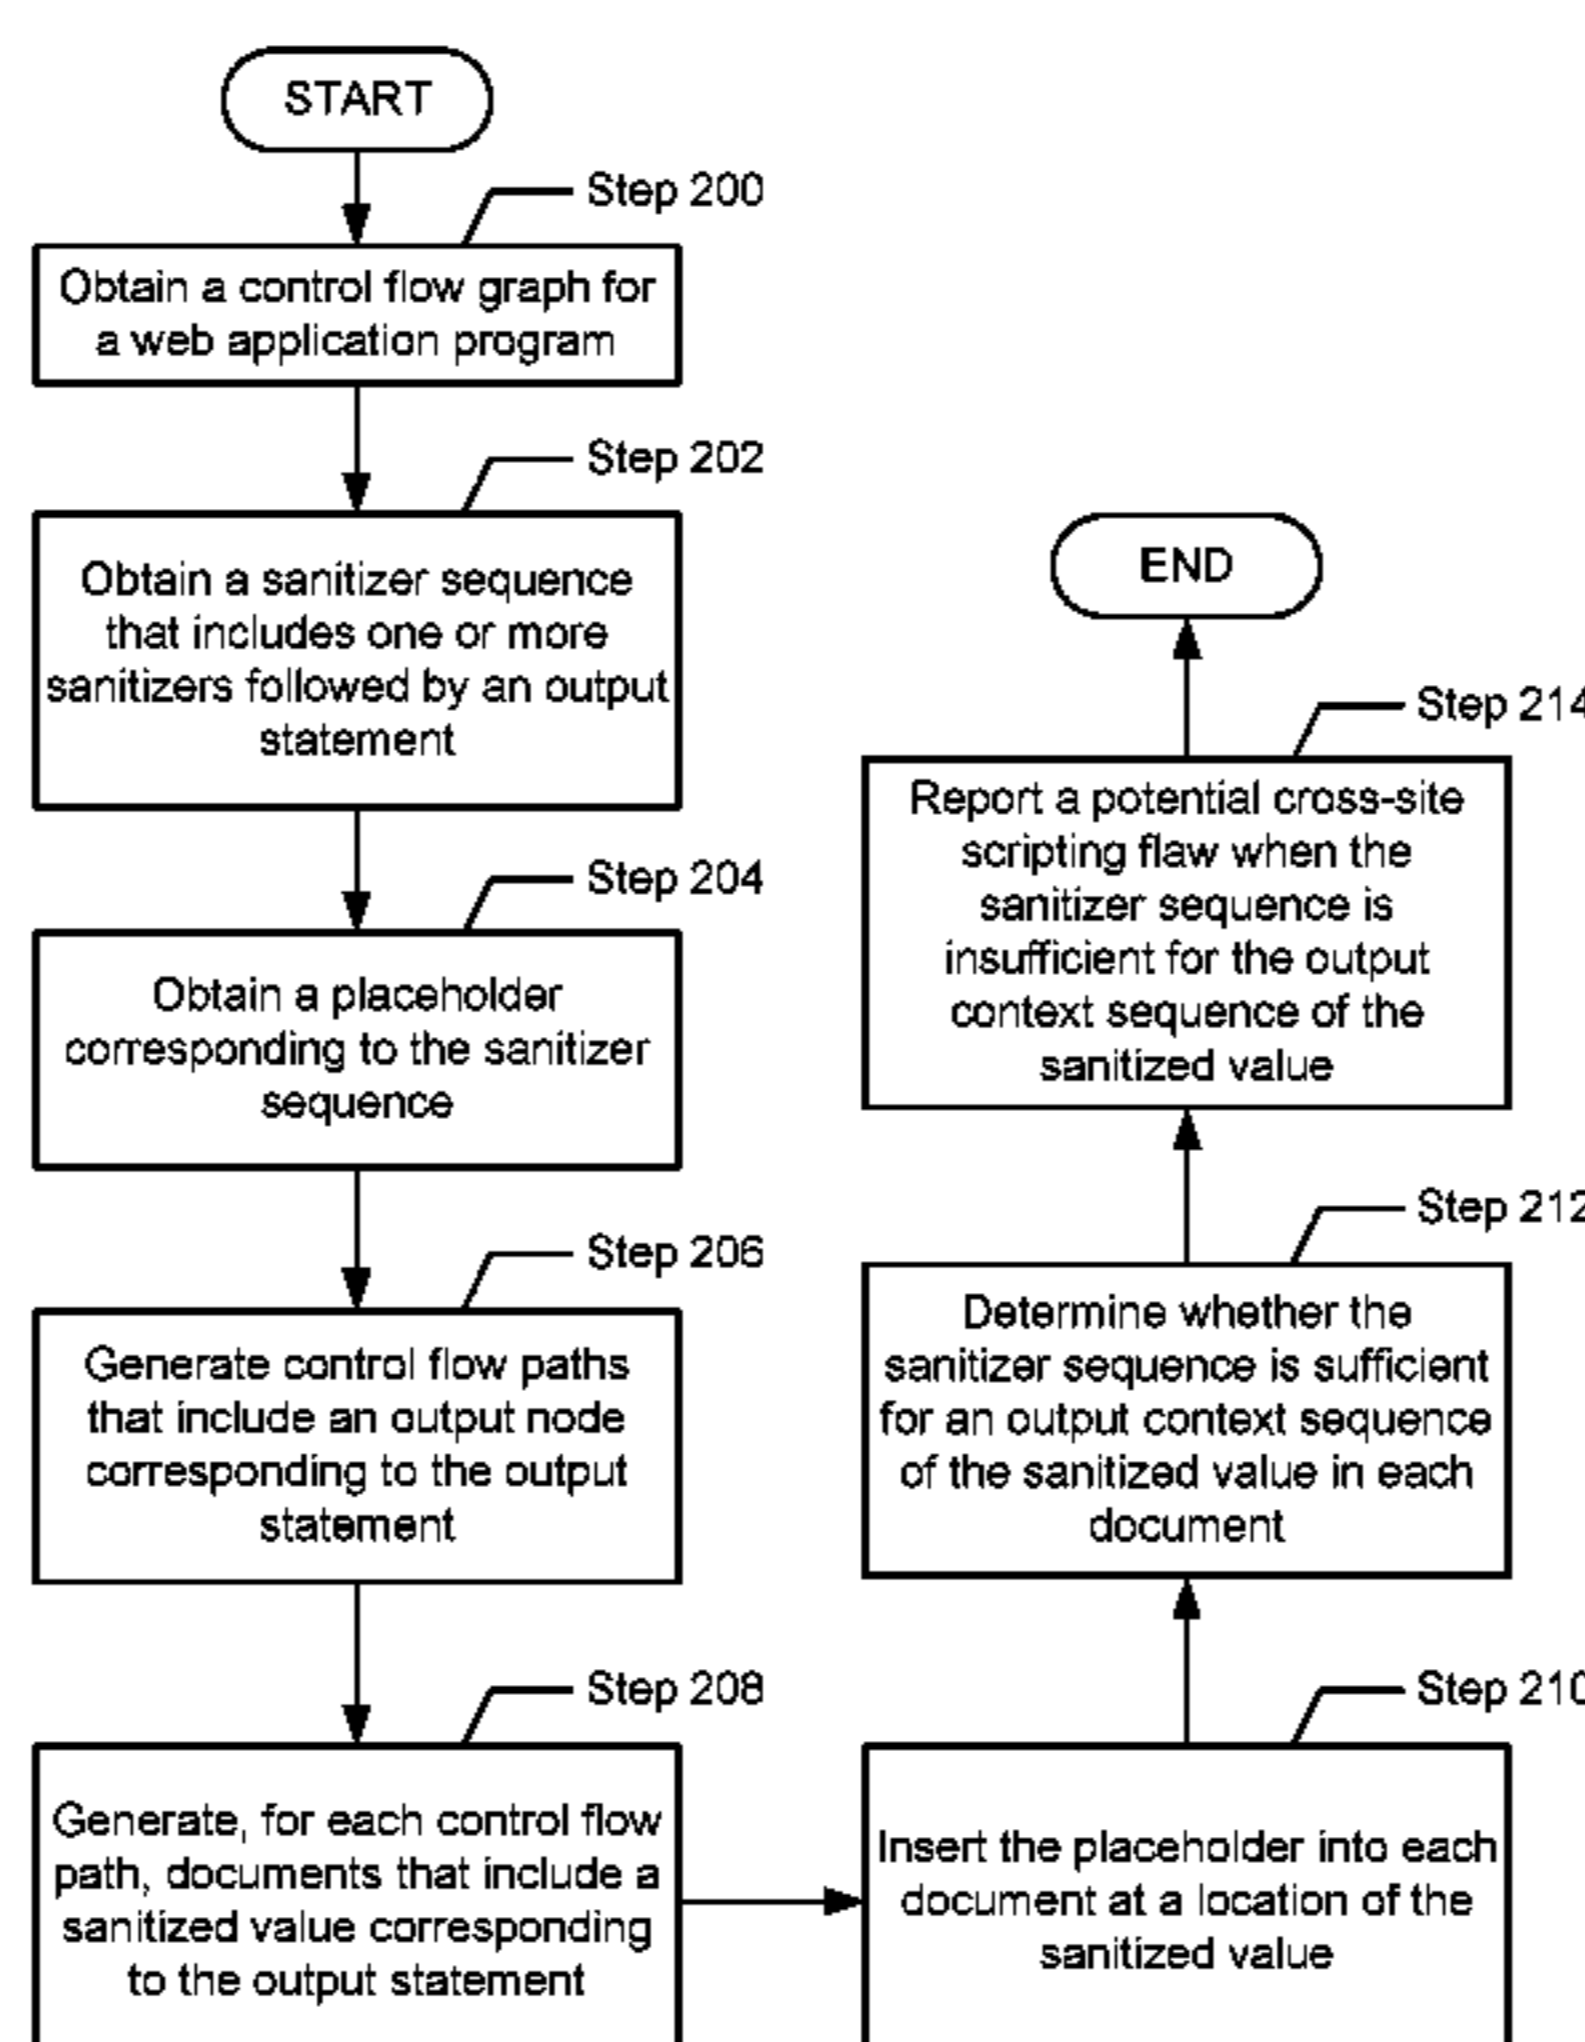 START
Step 200
Obtain a control flow graph for
a web application program
Step 202
Obtain a sanitizer sequence
that includes one or more
sanitizers followed by an output
statement
Step 204
Obtain a placeholder
corresponding to the sanitizer
sequence
Step 206
Generate control flow paths
that include an output node
corresponding to the output
statement
Step 208
Generate, for each control flow
path, documents that include a
sanitized value corresponding
to the output statement
Step 210
Insert the placeholder into each
document at a location of the
sanitized value
Step 212
Determine whether the
sanitizer sequence is sufficient
for an output context sequence
of the sanitized value in each
document
Step 214
Report a potential cross-site
scripting flaw when the
sanitizer sequence is
insufficient for the output
context sequence of the
sanitized value
END